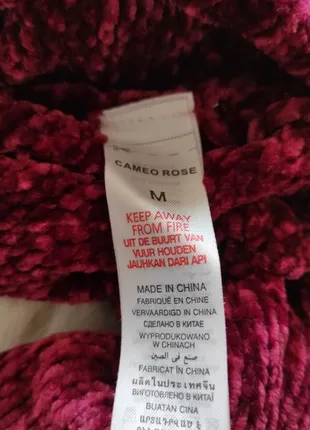 CAMEO ROSE
M
KEEP AWAY
FROM FIRE
UIT DE BUURT VAN
VUUR HOUDEN
JAUHKAN DARI API
MADE IN CHINA
FABRIQUÉ EN CHINE
VERVAARDIGD IN CHINA
СДЕЛАНО В КИТАЕ
WYPRODUKOWANO
W CHINACH
صنع في الصين
FABRICAT ÎN CHINA
ผลิตในประเทศจีน
ВИГОТОВЛЕНО В КИТАЇ
BUATAN CINA